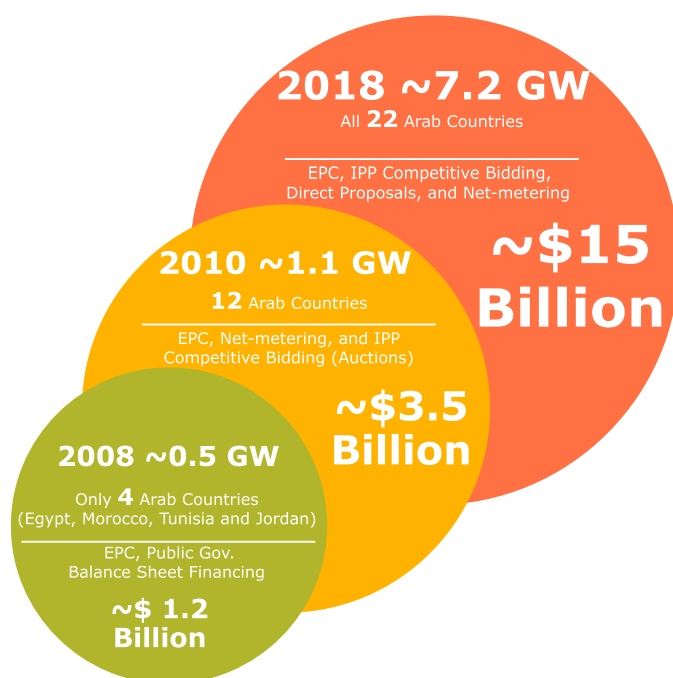 2018 ~7.2 GW
All 22 Arab Countries
EPC, IPP Competitive Bidding,
Direct Proposals, and Net-metering
~$15
Billion
2010 ~1.1 GW
12 Arab Countries
EPC, Net-metering, and IPP
Competitive Bidding (Auctions)
~$3.5
Billion
2008 ~0.5 GW
Only 4 Arab Countries
(Egypt, Morocco, Tunisia and Jordan)
EPC, Public Gov.
Balance Sheet Financing
~$ 1.2
Billion